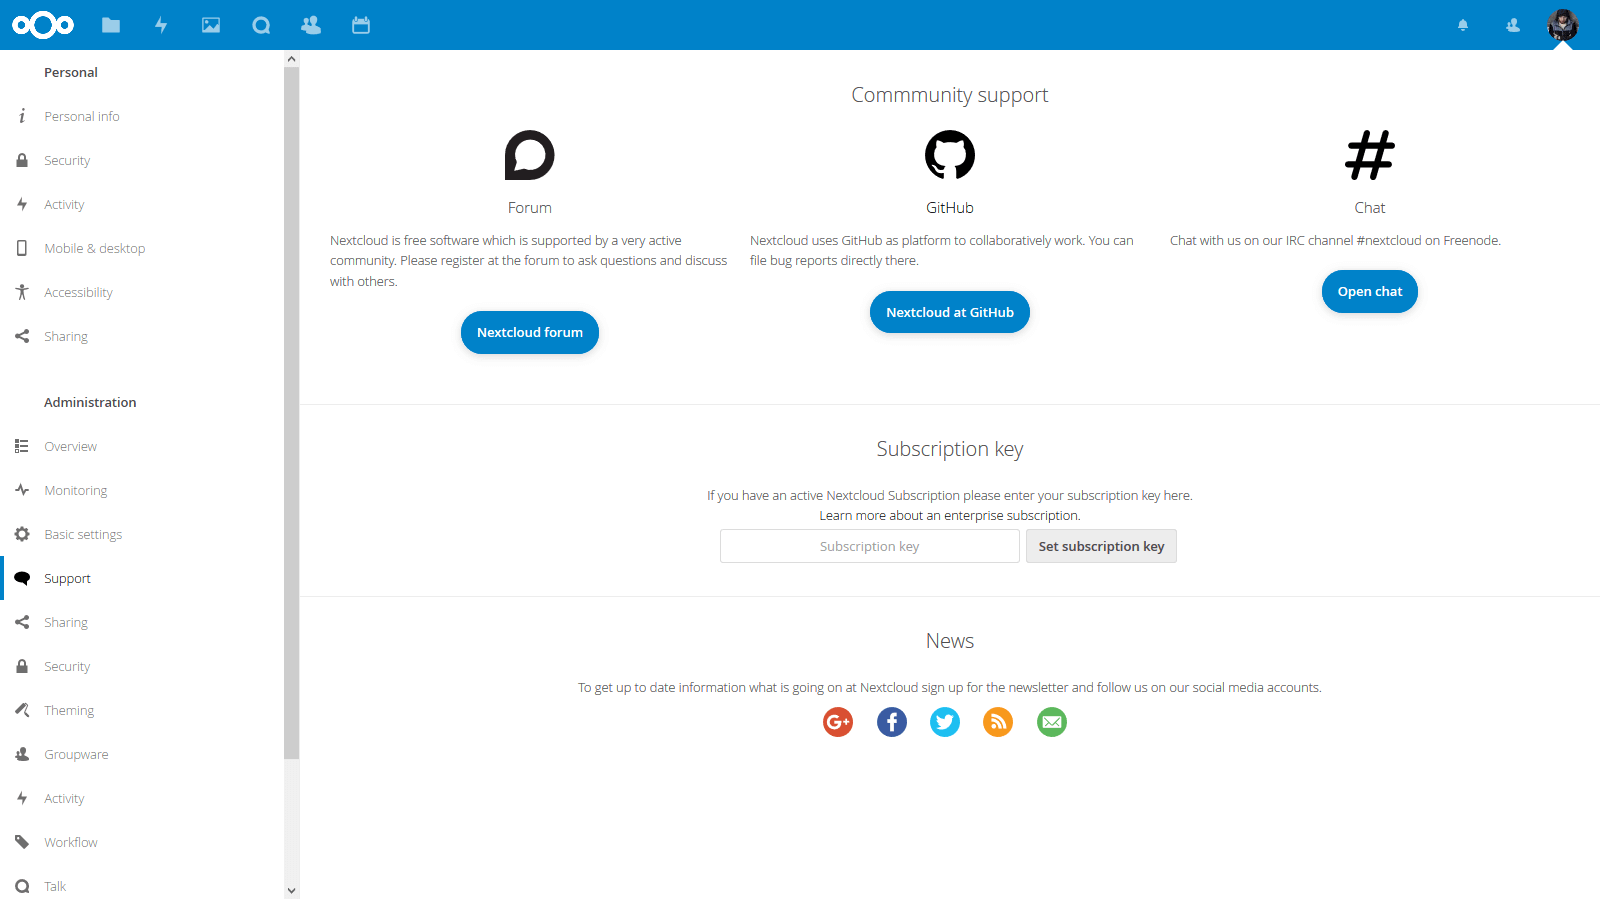 Personal
Personal info
Security
Activity
Mobile & desktop
Accessibility
Sharing
Administration
Overview
Monitoring
Basic settings
Support
Sharing
Security
Theming
Groupware
Activity
Workflow
Talk
Commmunity support
Forum
Nextcloud is free software which is supported by a very active
community. Please register at the forum to ask questions and discuss
with others.
Nextcloud forum
GitHub
Nextcloud uses GitHub as platform to collaboratively work. You can
file bug reports directly there.
Nextcloud at GitHub
Chat
Chat with us on our IRC channel #nextcloud on Freenode.
Open chat
Subscription key
If you have an active Nextcloud Subscription please enter your subscription key here.
Learn more about an enterprise subscription.
Subscription key
Set subscription key
News
To get up to date information what is going on at Nextcloud sign up for the newsletter and follow us on our social media accounts.